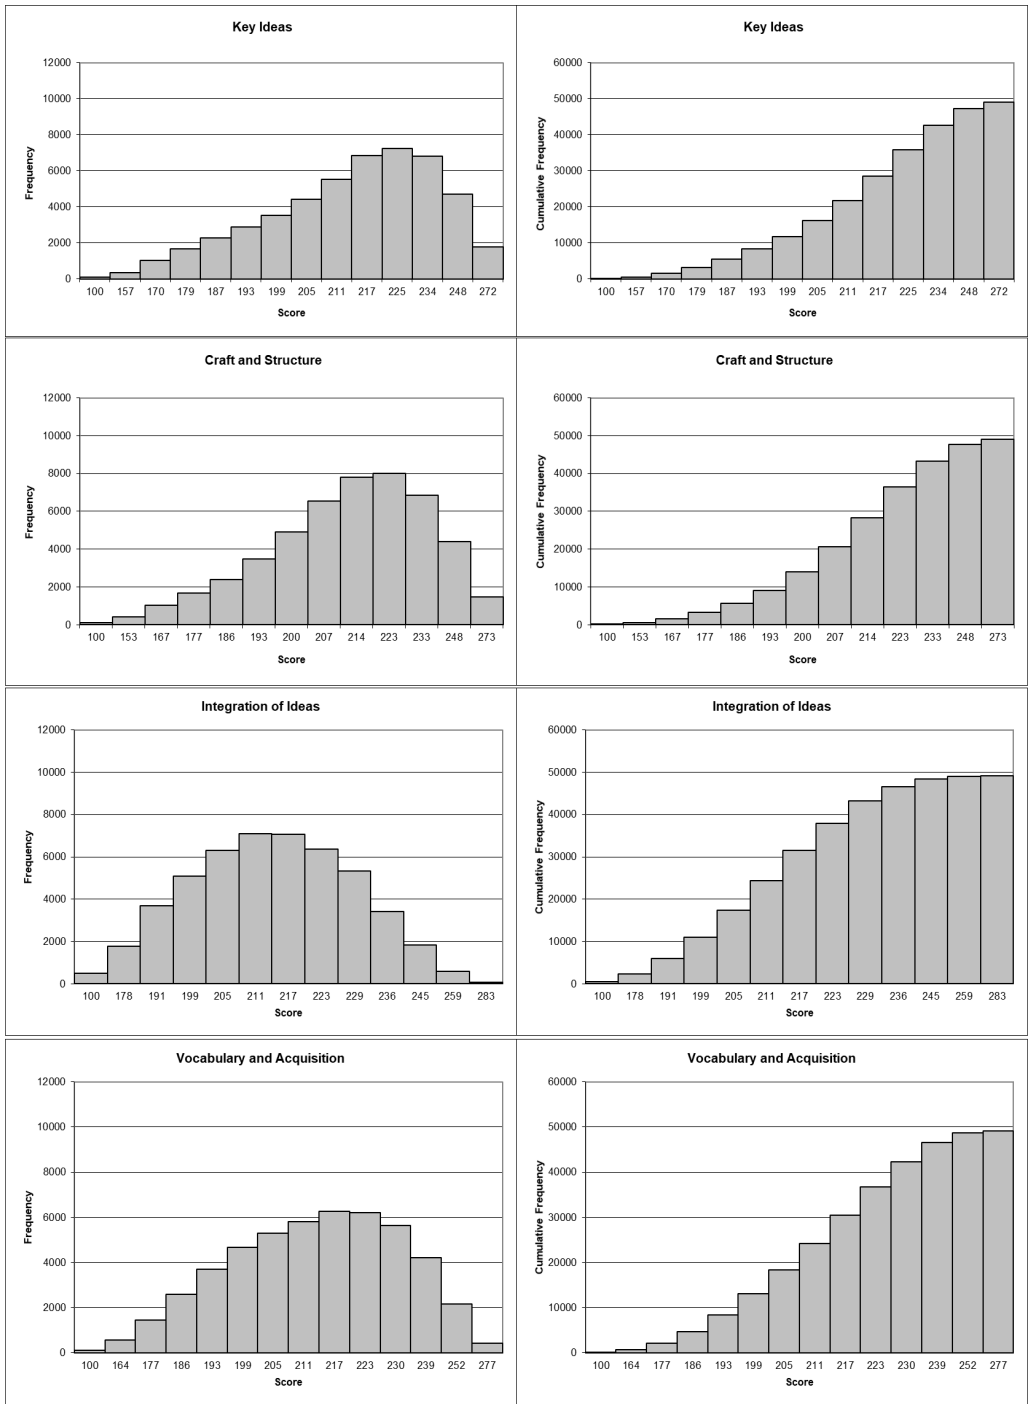 Key Ideas
12000
10000
8000
6000
4000
2000
0
Frequency
100 157 170 179 187 193 199 205 211 217 225 234 248 272
Score
Key Ideas
60000
50000
40000
30000
20000
10000
0
Cumulative Frequency
100 157 170 179 187 193 199 205 211 217 225 234 248 272
Score
Craft and Structure
12000
10000
8000
6000
4000
2000
0
Frequency
100 153 167 177 186 193 200 207 214 223 233 248 273
Score
Craft and Structure
60000
50000
40000
30000
20000
10000
0
Cumulative Frequency
100 153 167 177 186 193 200 207 214 223 233 248 273
Score
Integration of Ideas
12000
10000
8000
6000
4000
2000
0
Frequency
100 178 191 199 205 211 217 223 229 236 245 259 283
Score
Integration of Ideas
60000
50000
40000
30000
20000
10000
0
Cumulative Frequency
100 178 191 199 205 211 217 223 229 236 245 259 283
Score
Vocabulary and Acquisition
12000
10000
8000
6000
4000
2000
0
Frequency
100 164 177 186 193 199 205 211 217 223 230 239 252 277
Score
Vocabulary and Acquisition
60000
50000
40000
30000
20000
10000
0
Cumulative Frequency
100 164 177 186 193 199 205 211 217 223 230 239 252 277
Score